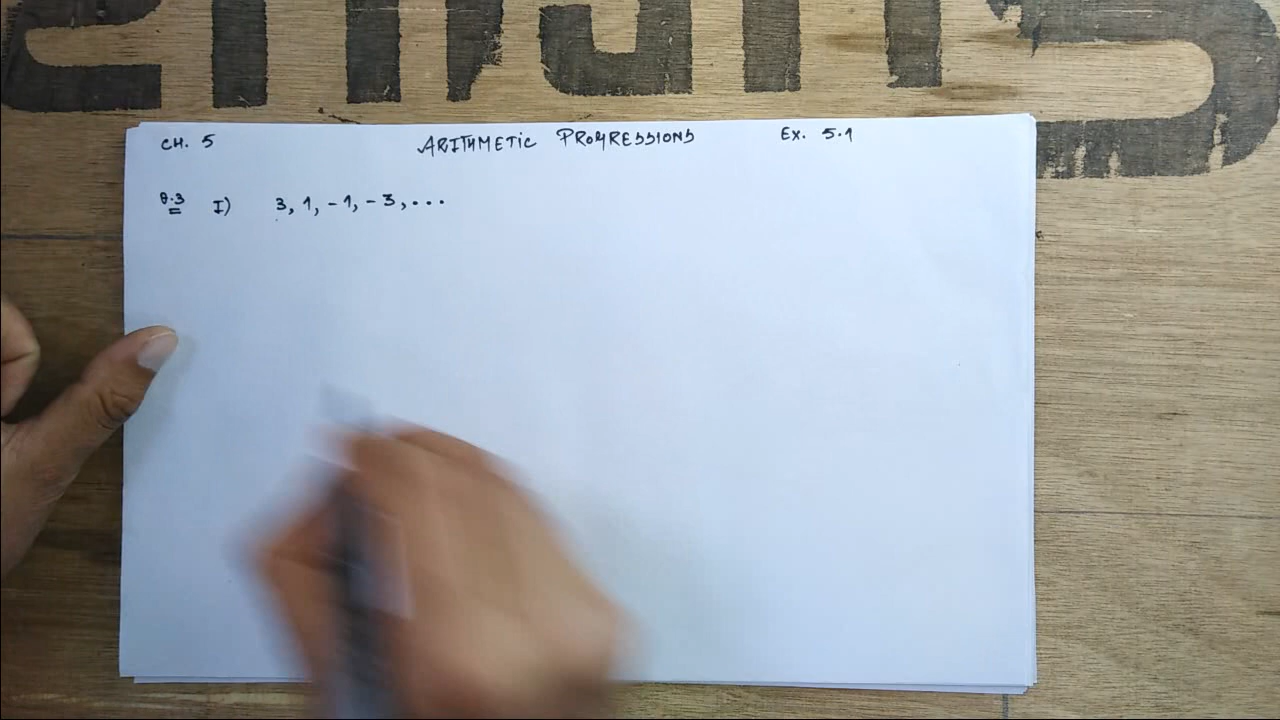 CH. 5 ARITHMETIC PROGRESSIONS Ex. 5.1
Q.3 I) 3, 1, -1, -3, ...